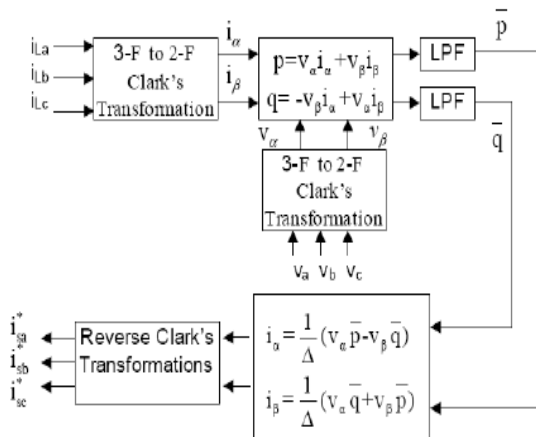 i_La
i_Lb
i_Lc
3-F to 2-F
Clark's
Transformation
i_α
i_β
p=v_α i_α +v_β i_β
q= -v_β i_α +v_α i_β
LPF
LPF
p̅
q̅
v_α
v_β
3-F to 2-F
Clark's
Transformation
v_a v_b v_c
i_α = 1/Δ (v_α p̅-v_β q̅)
i_β = 1/Δ (v_α q̅+v_β p̅)
Reverse Clark's
Transformations
i*_sa
i*_sb
i*_sc